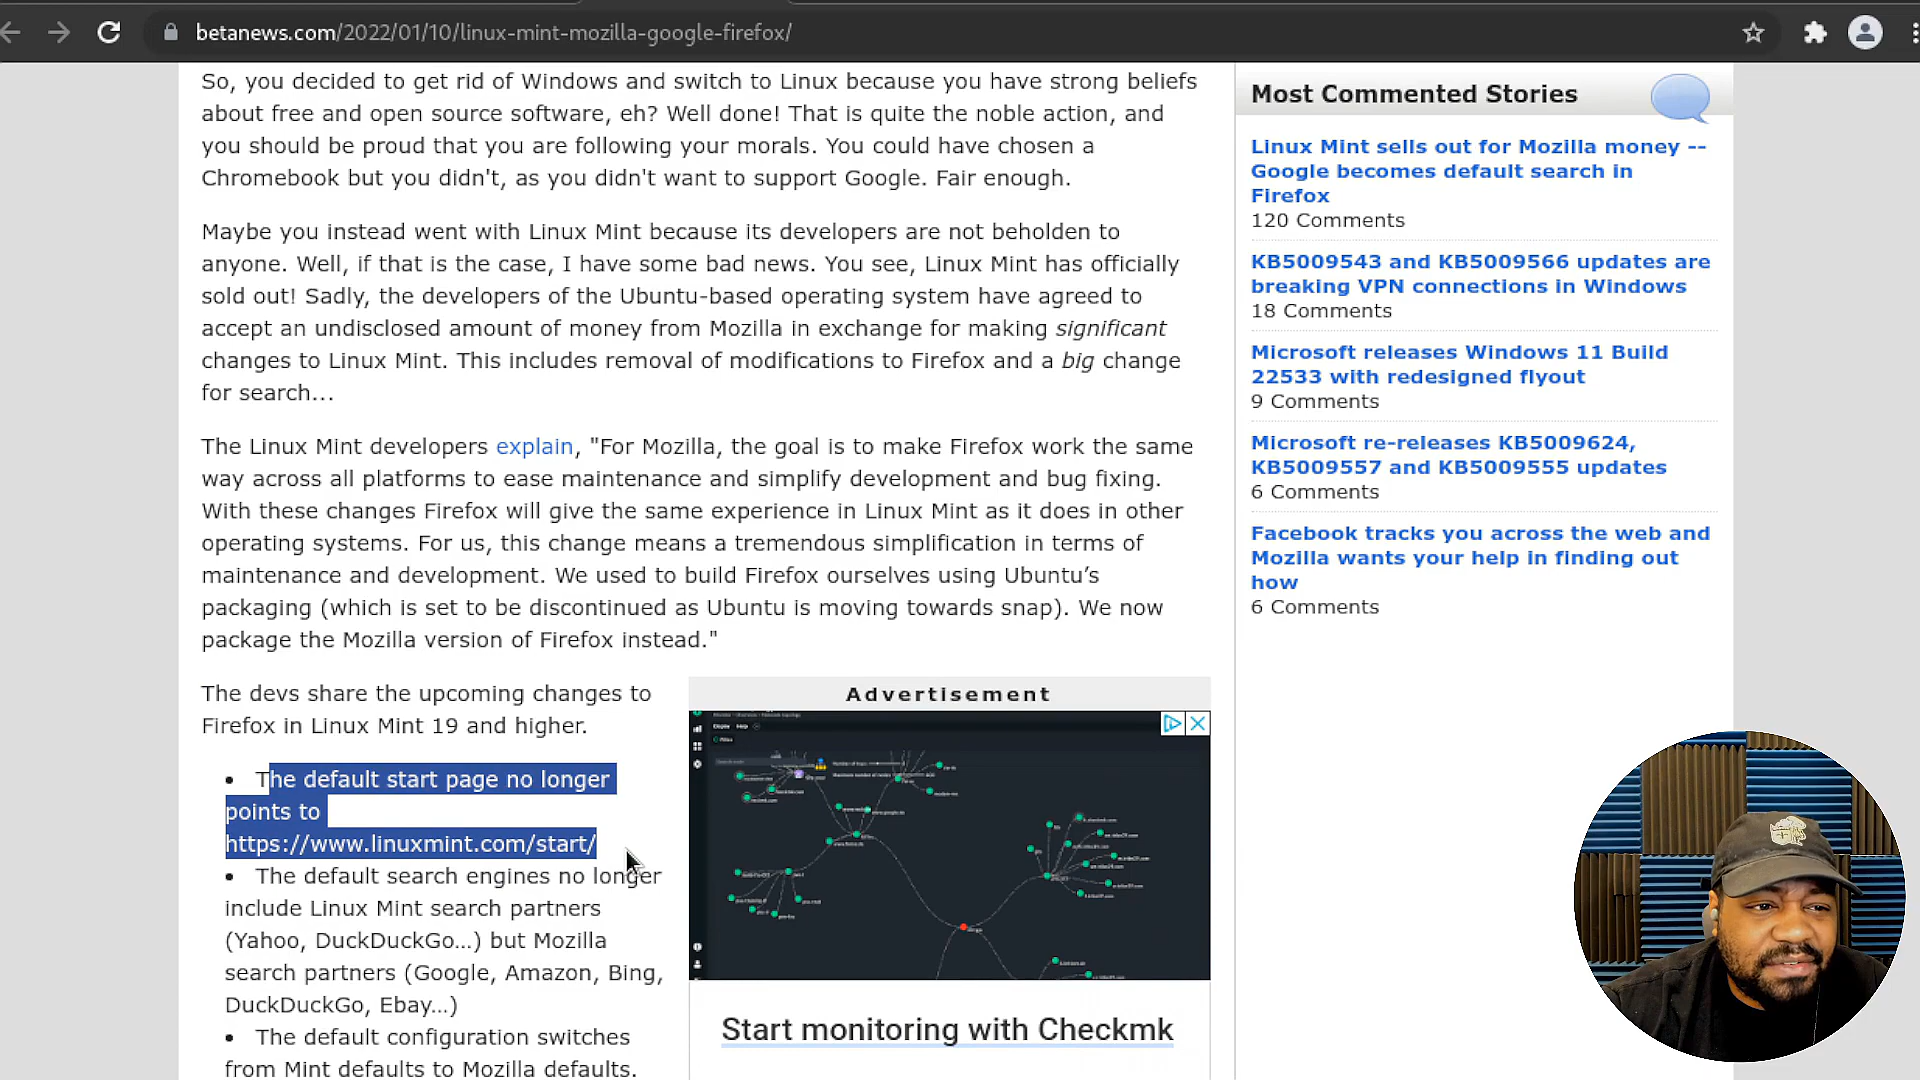 betanews.com/2022/01/10/linux-mint-mozilla-google-firefox/
So, you decided to get rid of Windows and switch to Linux because you have strong beliefs
about free and open source software, eh? Well done! That is quite the noble action, and
you should be proud that you are following your morals. You could have chosen a
Chromebook but you didn't, as you didn't want to support Google. Fair enough.
Maybe you instead went with Linux Mint because its developers are not beholden to
anyone. Well, if that is the case, I have some bad news. You see, Linux Mint has officially
sold out! Sadly, the developers of the Ubuntu-based operating system have agreed to
accept an undisclosed amount of money from Mozilla in exchange for making significant
changes to Linux Mint. This includes removal of modifications to Firefox and a big change
for search...
The Linux Mint developers explain, "For Mozilla, the goal is to make Firefox work the same
way across all platforms to ease maintenance and simplify development and bug fixing.
With these changes Firefox will give the same experience in Linux Mint as it does in other
operating systems. For us, this change means a tremendous simplification in terms of
maintenance and development. We used to build Firefox ourselves using Ubuntu’s
packaging (which is set to be discontinued as Ubuntu is moving towards snap). We now
package the Mozilla version of Firefox instead."
The devs share the upcoming changes to
Firefox in Linux Mint 19 and higher.
• The default start page no longer
points to
https://www.linuxmint.com/start/
• The default search engines no longer
include Linux Mint search partners
(Yahoo, DuckDuckGo…) but Mozilla
search partners (Google, Amazon, Bing,
DuckDuckGo, Ebay…)
• The default configuration switches
from Mint defaults to Mozilla defaults.
Advertisement
Start monitoring with Checkmk
Most Commented Stories
Linux Mint sells out for Mozilla money --
Google becomes default search in
Firefox
120 Comments
KB5009543 and KB5009566 updates are
breaking VPN connections in Windows
18 Comments
Microsoft releases Windows 11 Build
22533 with redesigned flyout
9 Comments
Microsoft re-releases KB5009624,
KB5009557 and KB5009555 updates
6 Comments
Facebook tracks you across the web and
Mozilla wants your help in finding out
how
6 Comments